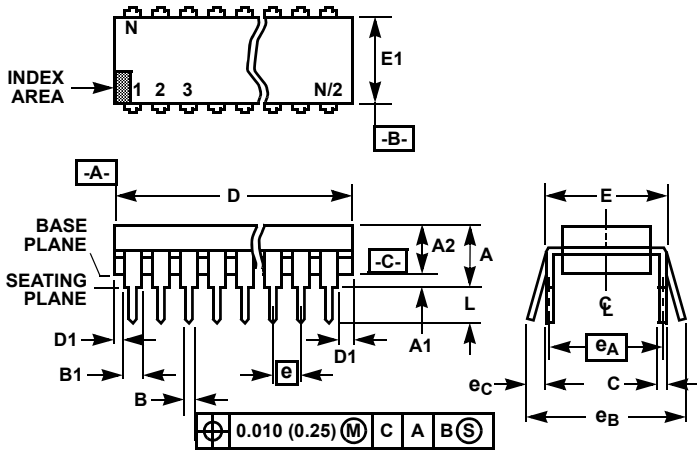 N
E1
INDEX
AREA
1 2 3 N/2
-B-
-A-
D
E
BASE
PLANE
A2
A
-C-
SEATING
PLANE
L
C
L
D1
A1
D1
eA
B1
e
eC
C
B
eB
0.010 (0.25) M C A B S